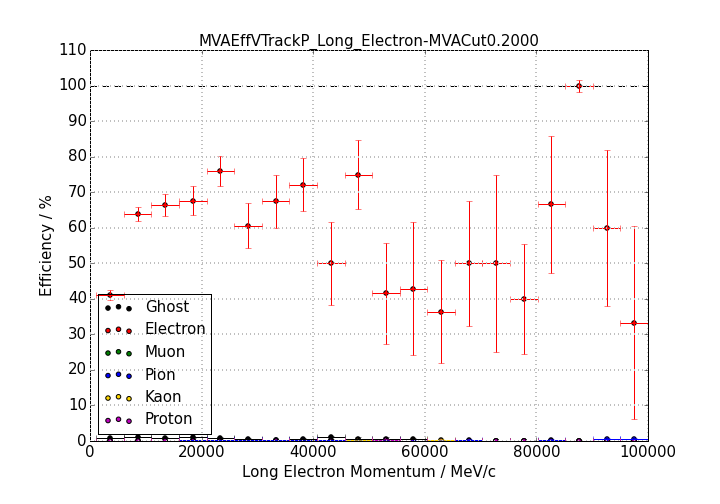 MVAEffVTrackP_Long_Electron-MVACut0.2000
110
100
90
80
70
60
50
40
30
20
10
0
Efficiency / %
Ghost
Electron
Muon
Pion
Kaon
Proton
0 20000 40000 60000 80000 100000
Long Electron Momentum / MeV/c